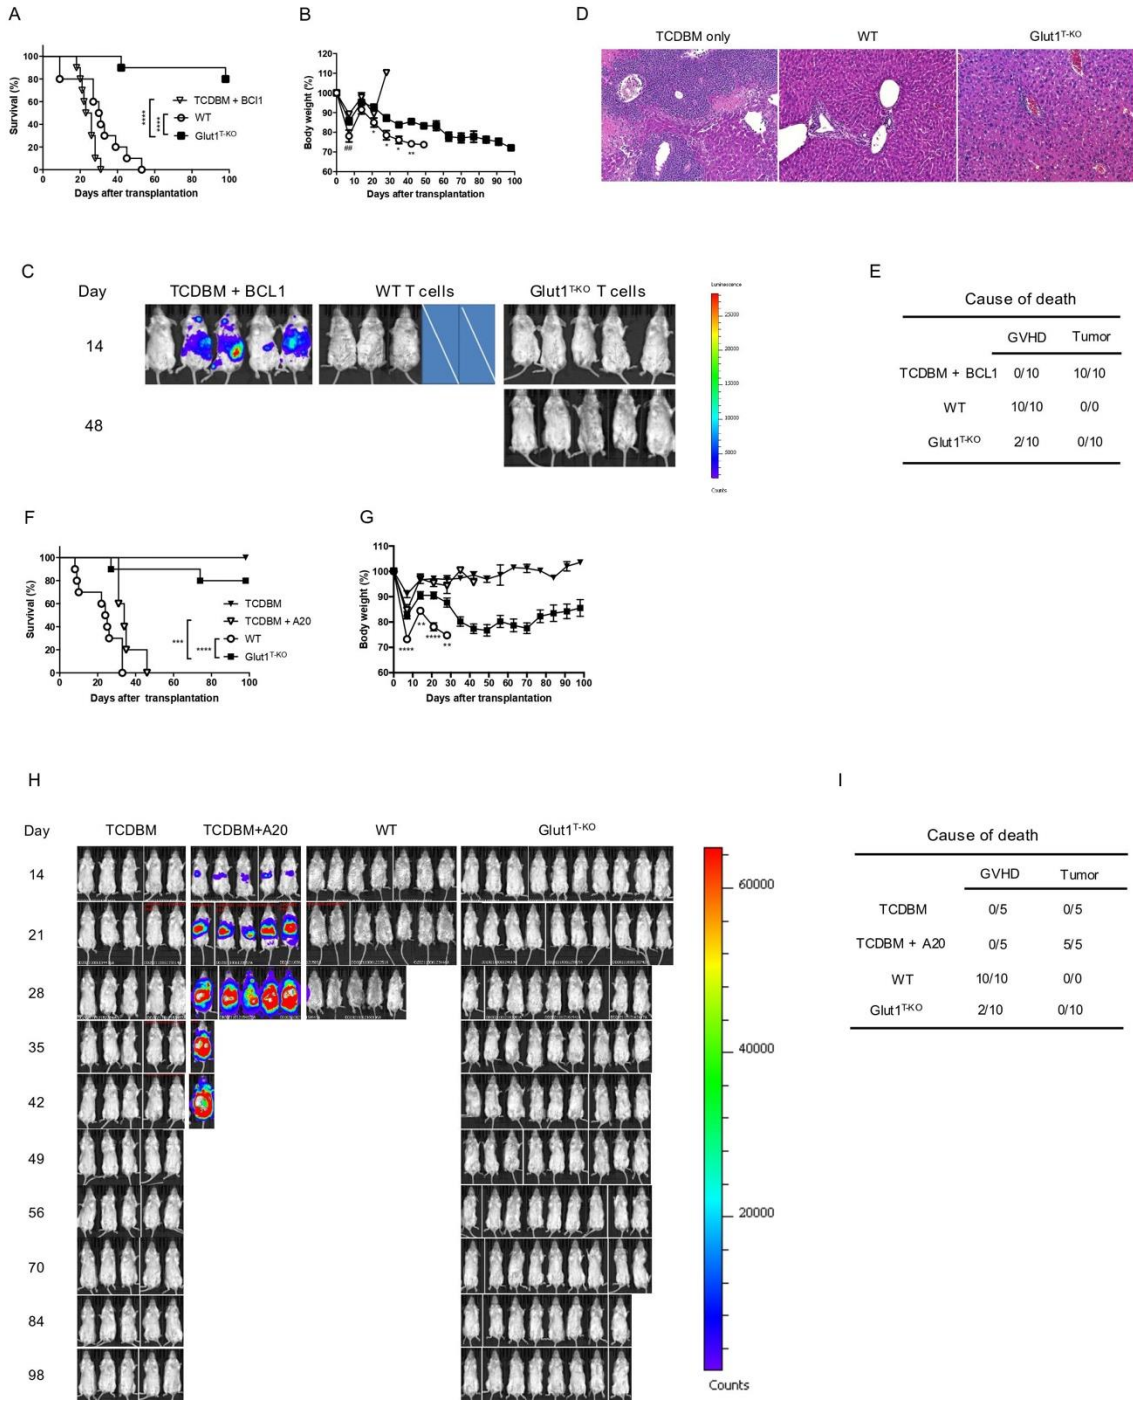 A
Survival (%)
100
80
60
40
20
0
0 20 40 60 80 100
Days after transplantation
****
****
TCDBM + BCl1
WT
Glut1T-KO
B
Body weight (%)
120
110
100
90
80
70
60
##
*
*
*
**
0 10 20 30 40 50 60 70 80 90 100
Days after transplantation
D
TCDBM only WT Glut1T-KO
C
Day TCDBM + BCL1 WT T cells Glut1T-KO T cells
14
48
Luminescence
25000
20000
15000
10000
5000
Counts
E
Cause of death
GVHD Tumor
TCDBM + BCL1 0/10 10/10
WT 10/10 0/0
Glut1T-KO 2/10 0/10
F
Survival (%)
100
80
60
40
20
0
0 20 40 60 80 100
Days after transplantation
TCDBM
TCDBM + A20
WT
Glut1T-KO
***
****
G
Body weight (%)
110
100
90
80
70
60
****
**
****
**
0 10 20 30 40 50 60 70 80 90 100
Days after transplantation
H
Day TCDBM TCDBM+A20 WT Glut1T-KO
14
21
28
35
42
49
56
70
84
98
60000
40000
20000
Counts
I
Cause of death
GVHD Tumor
TCDBM 0/5 0/5
TCDBM + A20 0/5 5/5
WT 10/10 0/0
Glut1T-KO 2/10 0/10